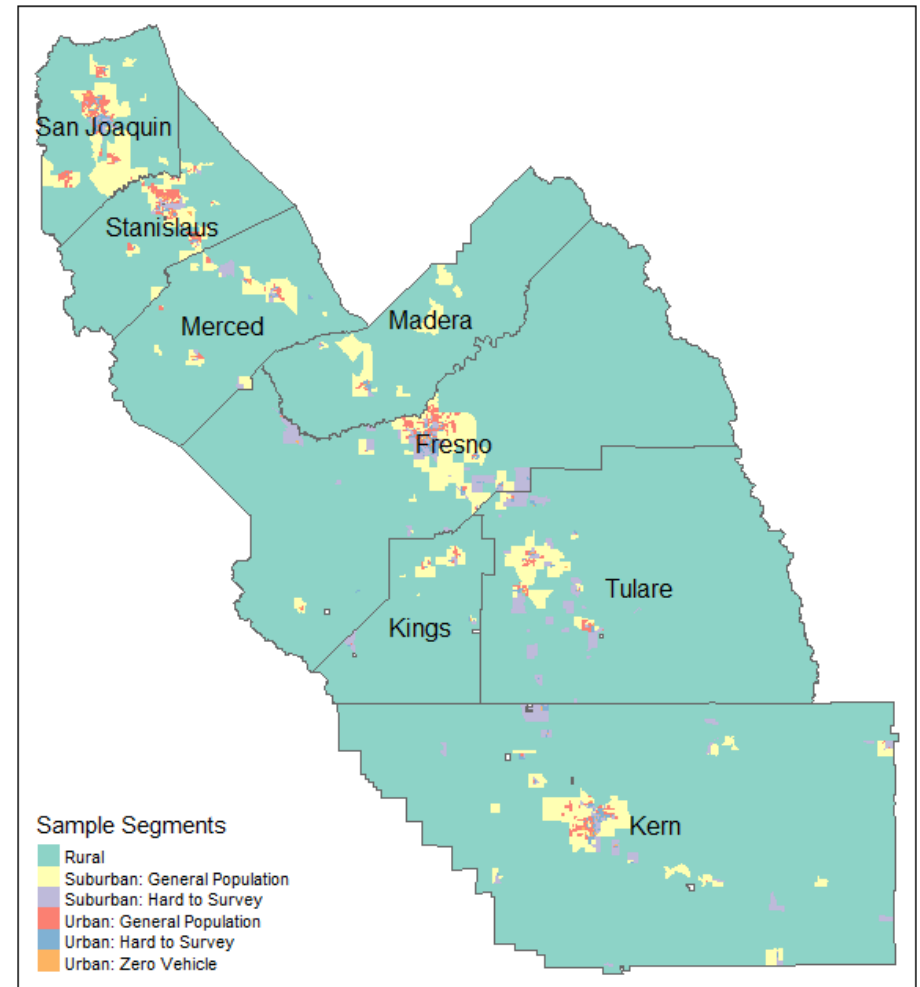 San Joaquin
Stanislaus
Merced
Madera
Fresno
Tulare
Kings
Kern
Sample Segments
Rural
Suburban: General Population
Suburban: Hard to Survey
Urban: General Population
Urban: Hard to Survey
Urban: Zero Vehicle